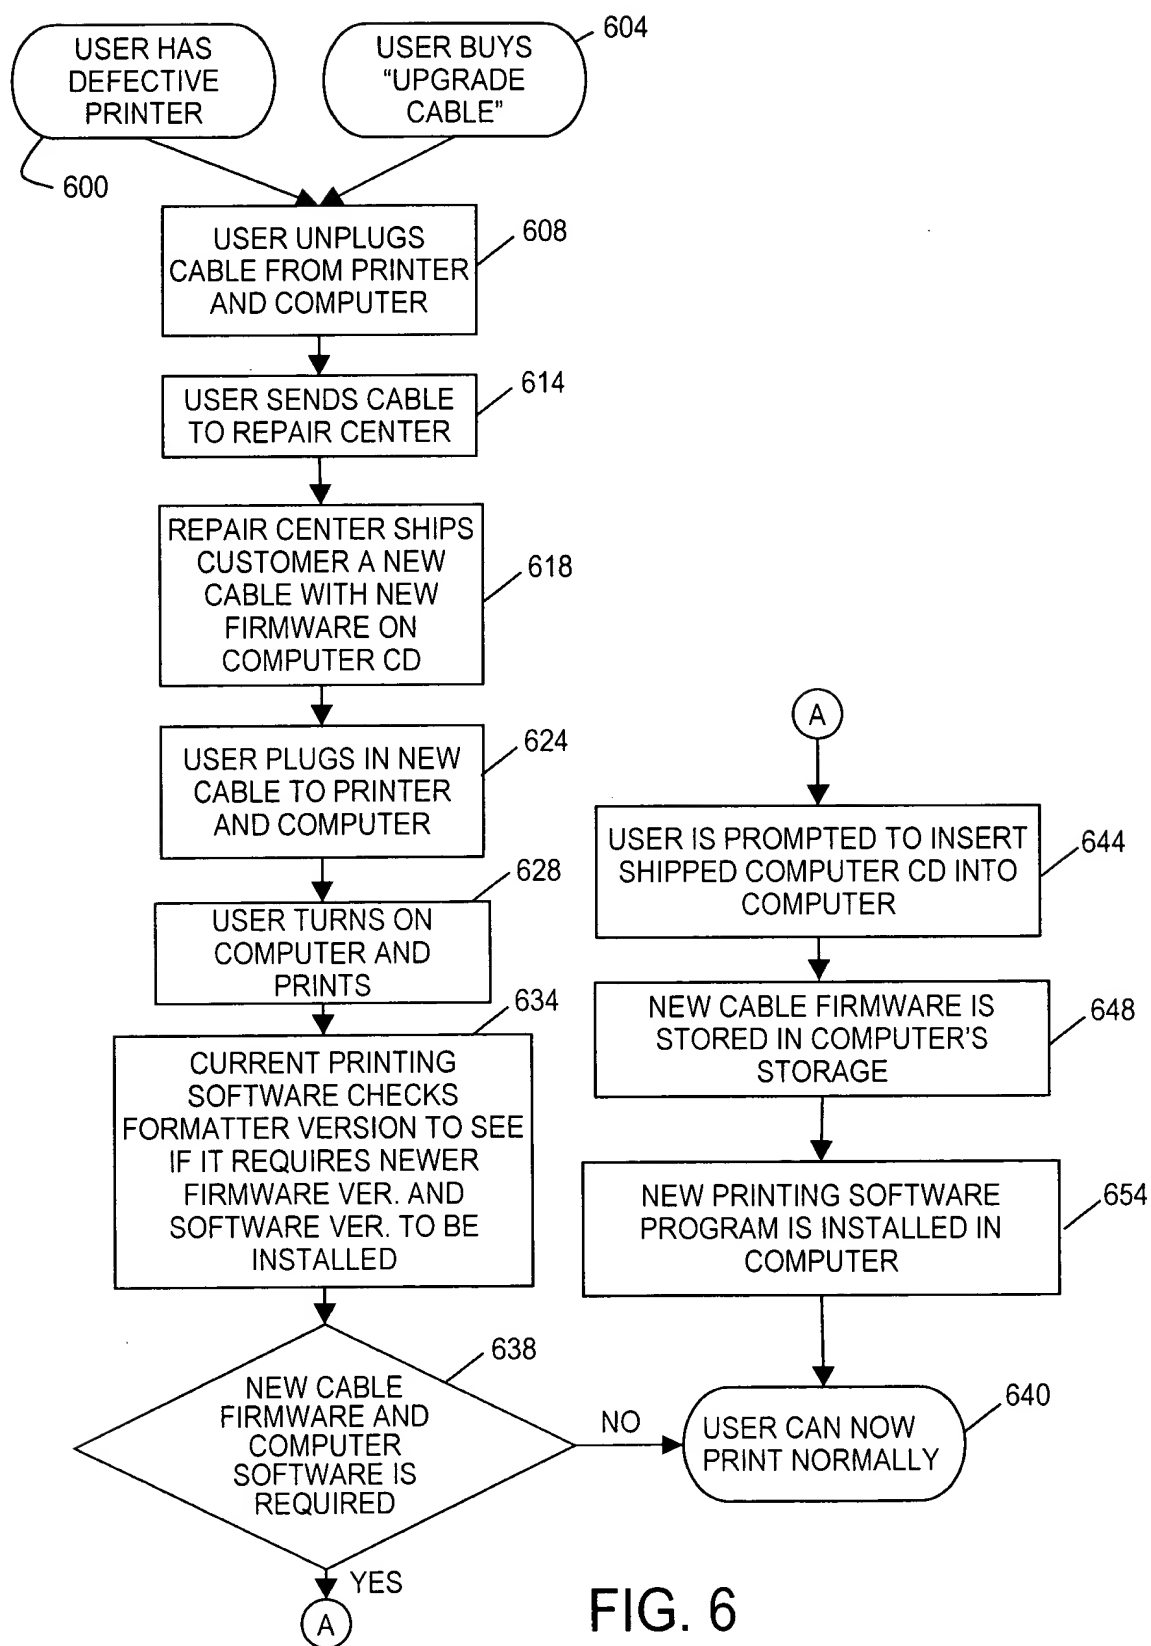 USER HAS
DEFECTIVE
PRINTER
600
USER BUYS
“UPGRADE
CABLE”
604
USER UNPLUGS
CABLE FROM PRINTER
AND COMPUTER
608
USER SENDS CABLE
TO REPAIR CENTER
614
REPAIR CENTER SHIPS
CUSTOMER A NEW
CABLE WITH NEW
FIRMWARE ON
COMPUTER CD
618
USER PLUGS IN NEW
CABLE TO PRINTER
AND COMPUTER
624
USER TURNS ON
COMPUTER AND
PRINTS
628
CURRENT PRINTING
SOFTWARE CHECKS
FORMATTER VERSION TO SEE
IF IT REQUIRES NEWER
FIRMWARE VER. AND
SOFTWARE VER. TO BE
INSTALLED
634
NEW CABLE
FIRMWARE AND
COMPUTER
SOFTWARE IS
REQUIRED
638
NO
YES
A
A
USER IS PROMPTED TO INSERT
SHIPPED COMPUTER CD INTO
COMPUTER
644
NEW CABLE FIRMWARE IS
STORED IN COMPUTER’S
STORAGE
648
NEW PRINTING SOFTWARE
PROGRAM IS INSTALLED IN
COMPUTER
654
USER CAN NOW
PRINT NORMALLY
640
FIG. 6